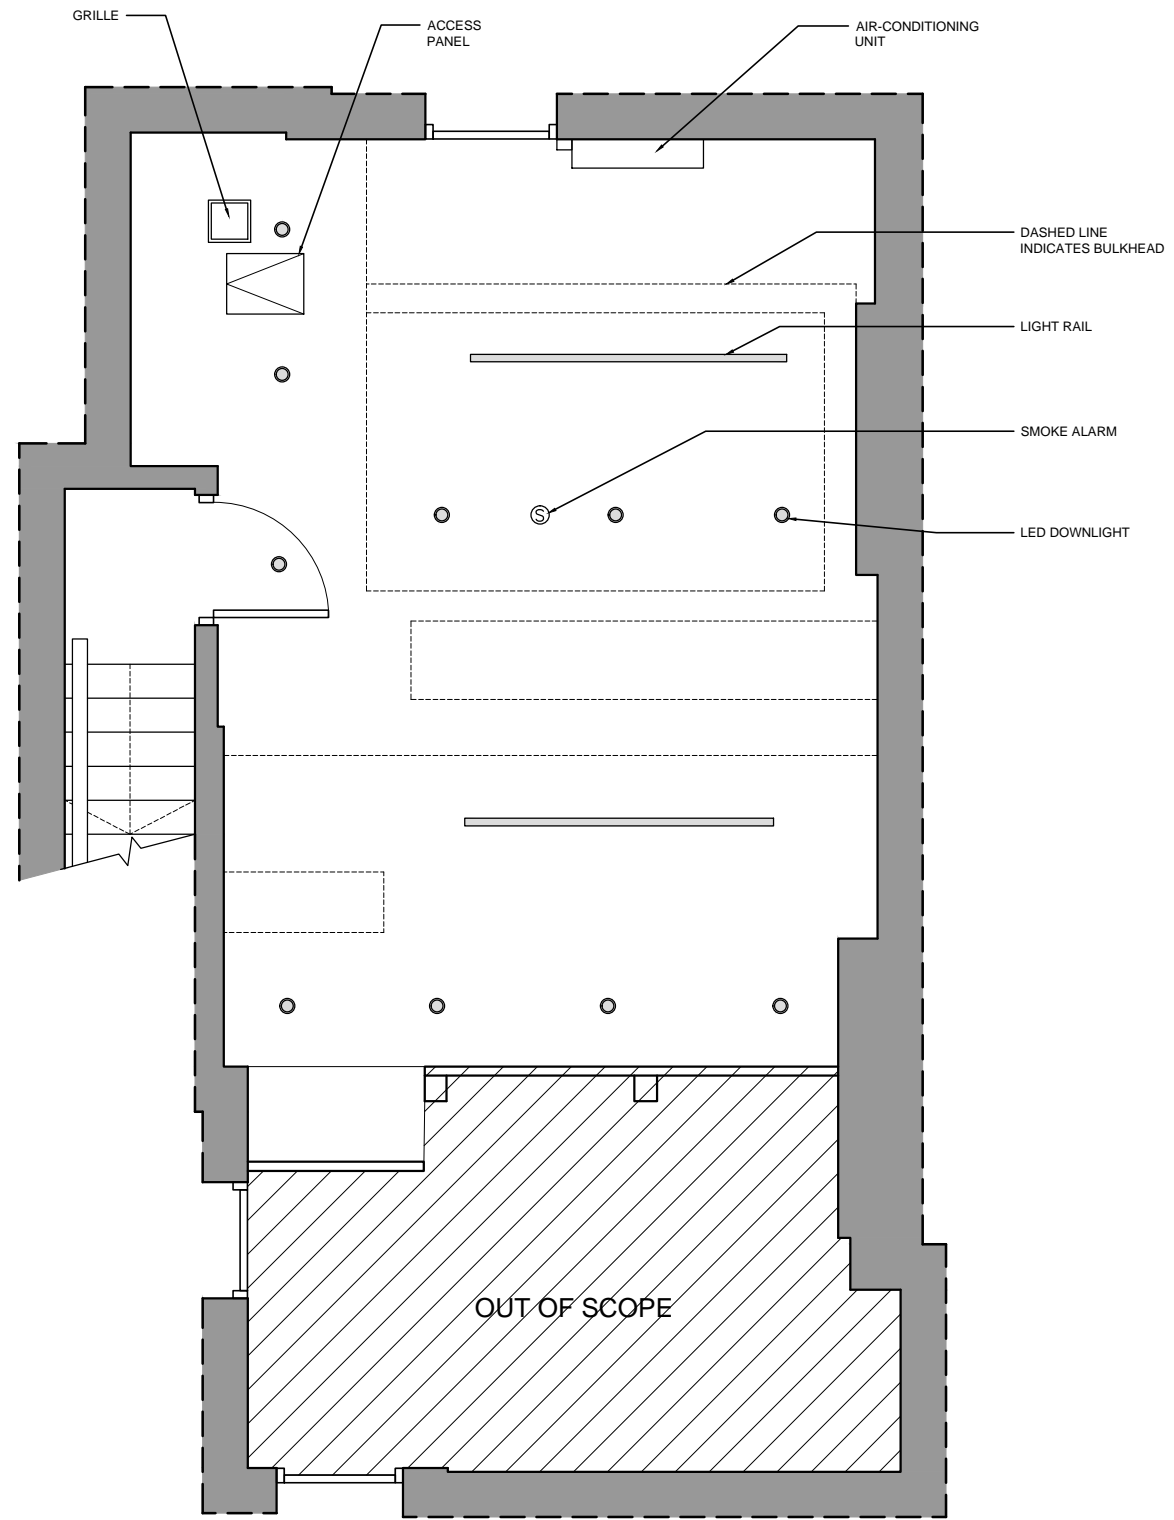 GRILLE
ACCESS
PANEL
AIR-CONDITIONING
UNIT
DASHED LINE
INDICATES BULKHEAD
LIGHT RAIL
SMOKE ALARM
S
LED DOWNLIGHT
OUT OF SCOPE